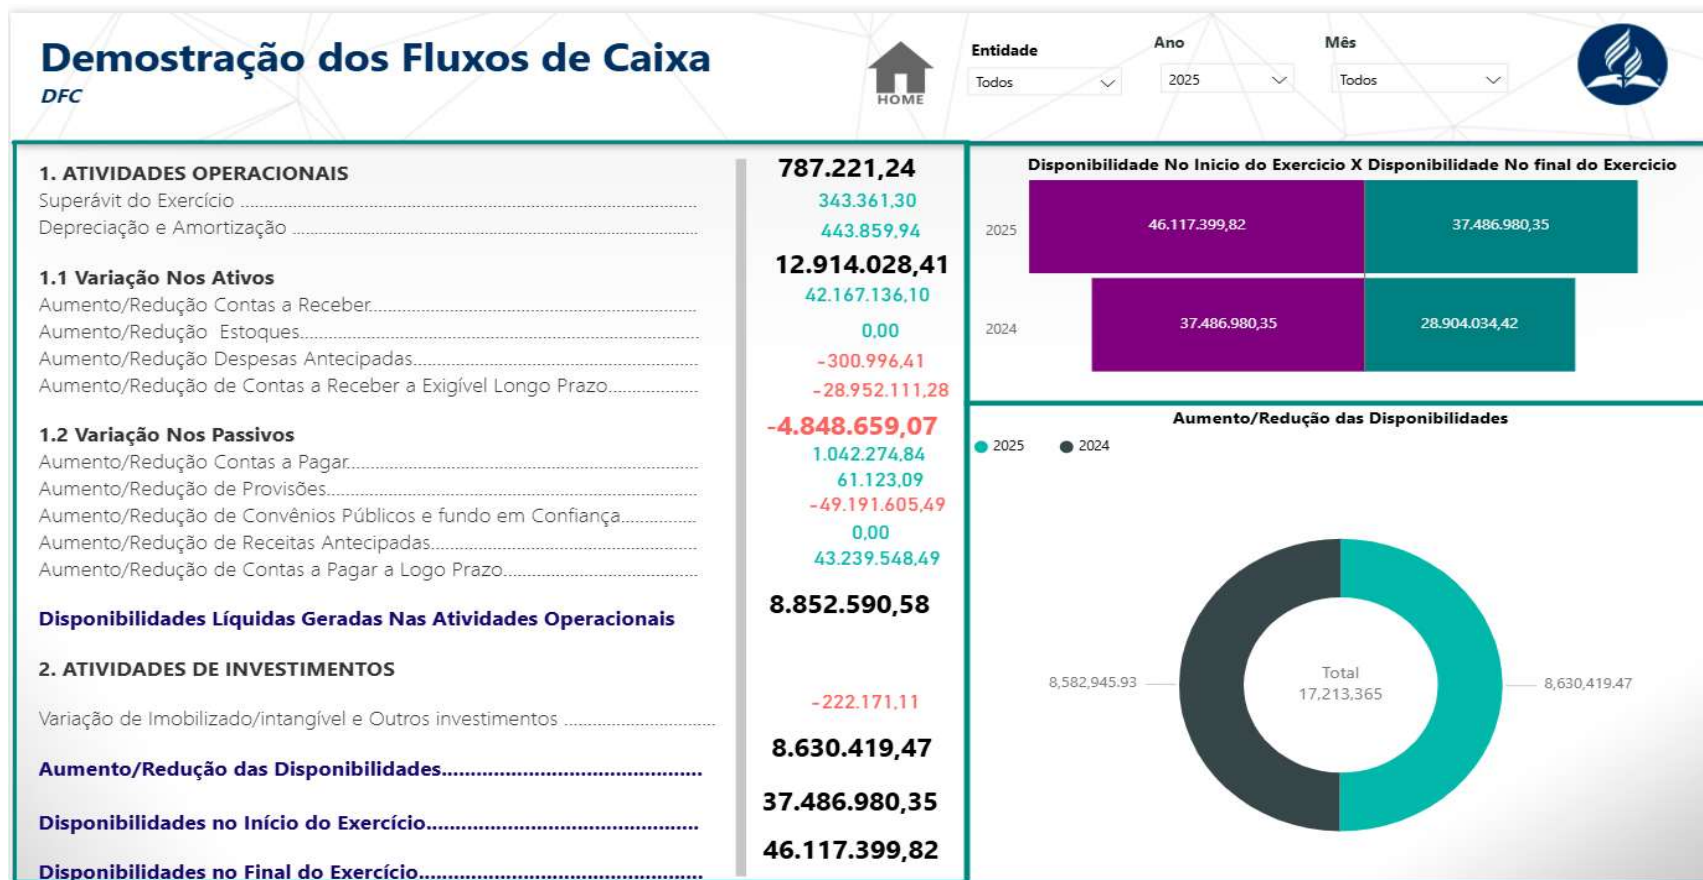 Demostração dos Fluxos de Caixa
DFC
HOME
Entidade
Todos
Ano
2025
Mês
Todos
1. ATIVIDADES OPERACIONAIS 787.221,24
Superávit do Exercício ........ 343.361,30
Depreciação e Amortização ........ 443.859,94
1.1 Variação Nos Ativos 12.914.028,41
Aumento/Redução Contas a Receber........ 42.167.136,10
Aumento/Redução  Estoques........ 0,00
Aumento/Redução Despesas Antecipadas........ -300.996,41
Aumento/Redução de Contas a Receber a Exigível Longo Prazo........ -28.952.111,28
1.2 Variação Nos Passivos -4.848.659,07
Aumento/Redução Contas a Pagar........ 1.042.274,84
Aumento/Redução de Provisões........ 61.123,09
Aumento/Redução de Convênios Públicos e fundo em Confiança........ -49.191.605,49
Aumento/Redução de Receitas Antecipadas........ 0,00
Aumento/Redução de Contas a Pagar a Logo Prazo........ 43.239.548,49
Disponibilidades Líquidas Geradas Nas Atividades Operacionais 8.852.590,58
2. ATIVIDADES DE INVESTIMENTOS
Variação de Imobilizado/intangível e Outros investimentos ........ -222.171,11
Aumento/Redução das Disponibilidades........ 8.630.419,47
Disponibilidades no Início do Exercício........ 37.486.980,35
Disponibilidades no Final do Exercício........ 46.117.399,82
Disponibilidade No Inicio do Exercicio X Disponibilidade No final do Exercicio
2025 46.117.399,82 37.486.980,35
2024 37.486.980,35 28.904.034,42
Aumento/Redução das Disponibilidades
2025 2024
8,582,945.93
Total
17,213,365
8,630,419.47